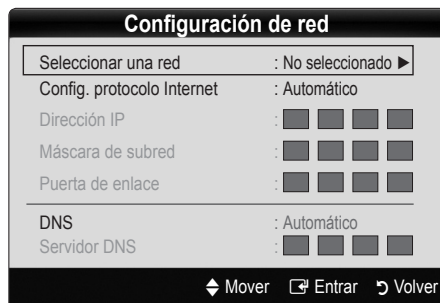 Configuración de red
Seleccionar una red : No seleccionado ►
Config. protocolo Internet : Automático
Dirección IP :
Máscara de subred :
Puerta de enlace :
DNS : Automático
Servidor DNS :
Mover Entrar Volver